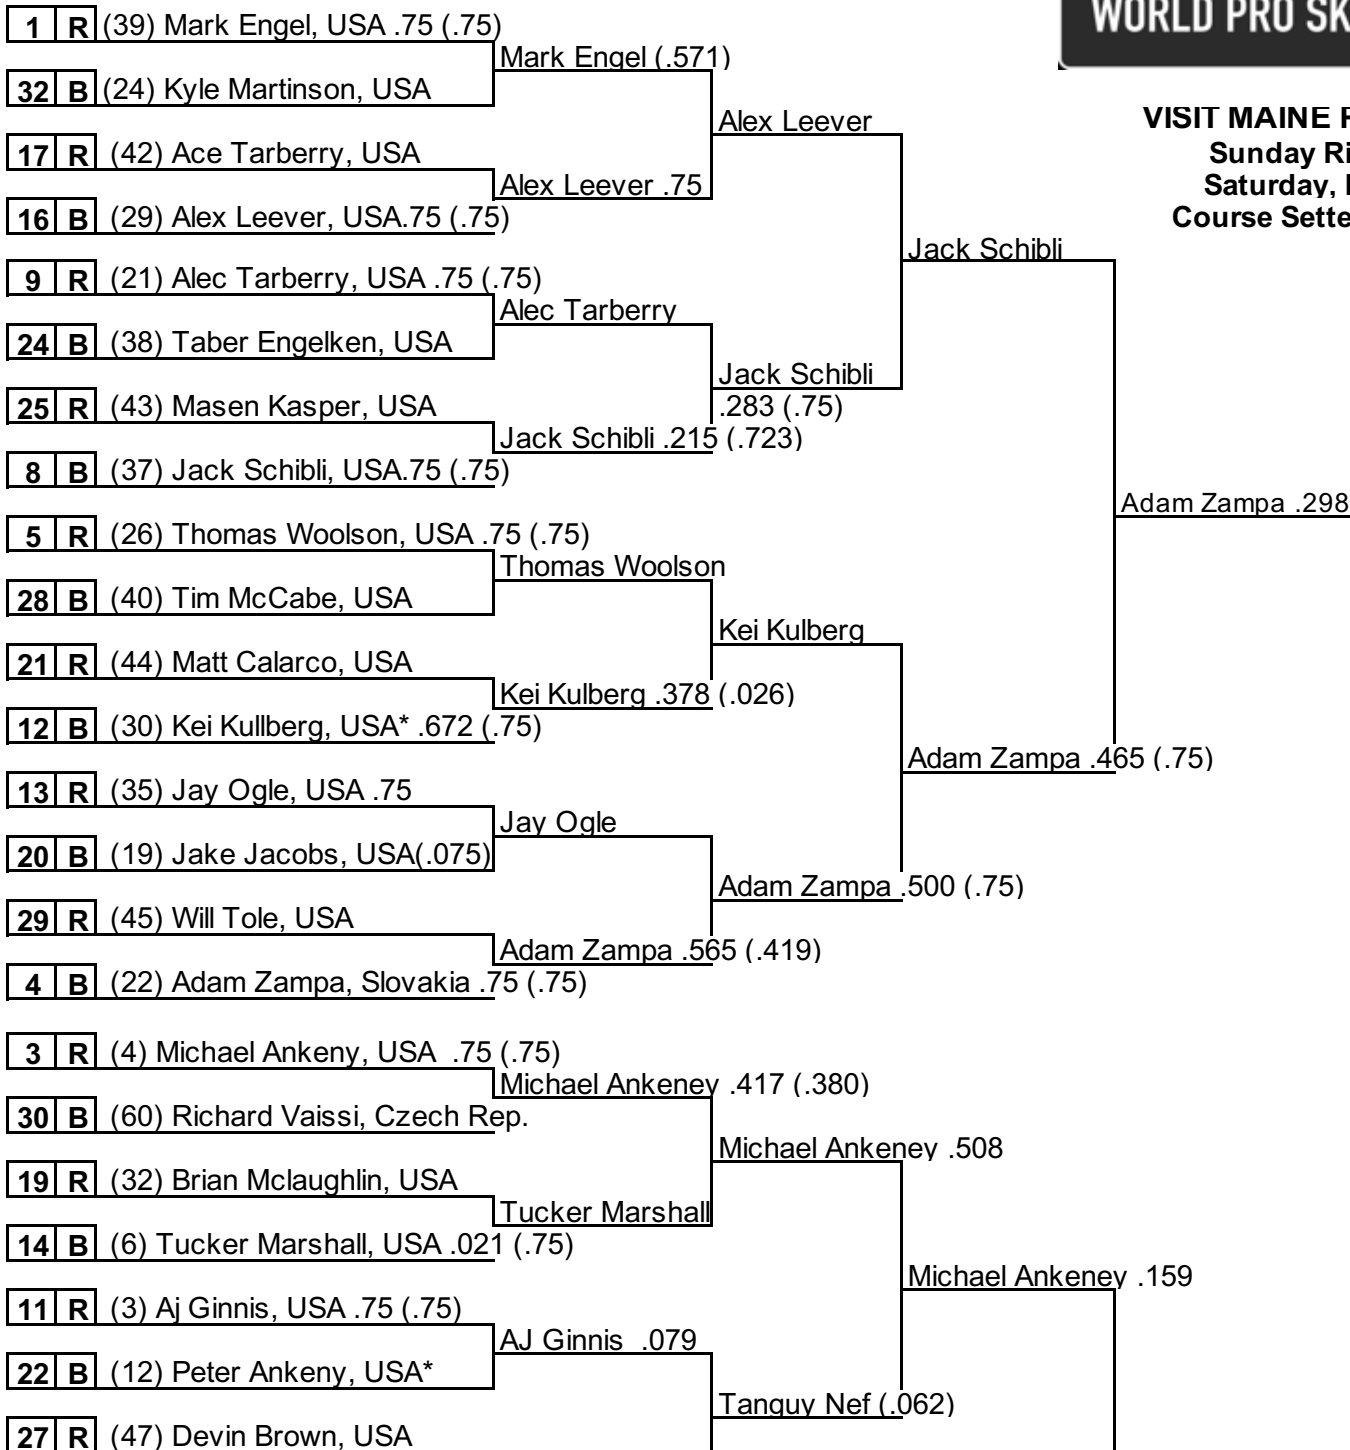 WORLD PRO SK
VISIT MAINE
Sunday Ri
Saturday,
Course Sette
1 R (39) Mark Engel, USA .75 (.75)
Mark Engel (.571)
32 B (24) Kyle Martinson, USA
Alex Leever
17 R (42) Ace Tarberry, USA
Alex Leever .75
16 B (29) Alex Leever, USA.75 (.75)
Jack Schibli
9 R (21) Alec Tarberry, USA .75 (.75)
Alec Tarberry
24 B (38) Taber Engelken, USA
Jack Schibli
.283 (.75)
25 R (43) Masen Kasper, USA
Jack Schibli .215 (.723)
8 B (37) Jack Schibli, USA.75 (.75)
Adam Zampa .298
5 R (26) Thomas Woolson, USA .75 (.75)
Thomas Woolson
28 B (40) Tim McCabe, USA
Kei Kulberg
21 R (44) Matt Calarco, USA
Kei Kulberg .378 (.026)
12 B (30) Kei Kullberg, USA* .672 (.75)
Adam Zampa .465 (.75)
13 R (35) Jay Ogle, USA .75
Jay Ogle
20 B (19) Jake Jacobs, USA(.075)
Adam Zampa .500 (.75)
29 R (45) Will Tole, USA
Adam Zampa .565 (.419)
4 B (22) Adam Zampa, Slovakia .75 (.75)
3 R (4) Michael Ankeny, USA .75 (.75)
Michael Ankeney .417 (.380)
30 B (60) Richard Vaissi, Czech Rep.
Michael Ankeney .508
19 R (32) Brian Mclaughlin, USA
Tucker Marshall
14 B (6) Tucker Marshall, USA .021 (.75)
Michael Ankeney .159
11 R (3) Aj Ginnis, USA .75 (.75)
AJ Ginnis .079
22 B (12) Peter Ankeny, USA*
Tanguy Nef (.062)
27 R (47) Devin Brown, USA